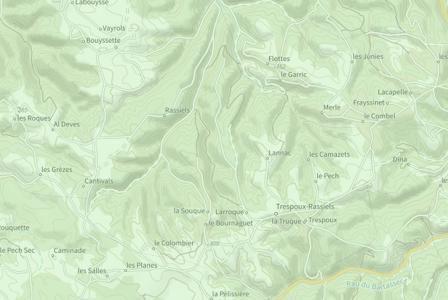 Labouysse
Vayrols
Bouyssette
Flottes
les Junies
le Garric
Lacapelle
Frayssinet
Merle
Rassiels
le Combel
les Roques
Al Deves
Lannac
les Camazets
Dina
les Grèzes
le Pech
Cantivals
Trespoux-Rassiels
la Souque
Larroque
la Truque
Trespoux
le Bournaguet
ouquette
le Colombier
le Pech Sec
Caminade
les Planes
les Salles
la Pélissière
Rau du Bartassec